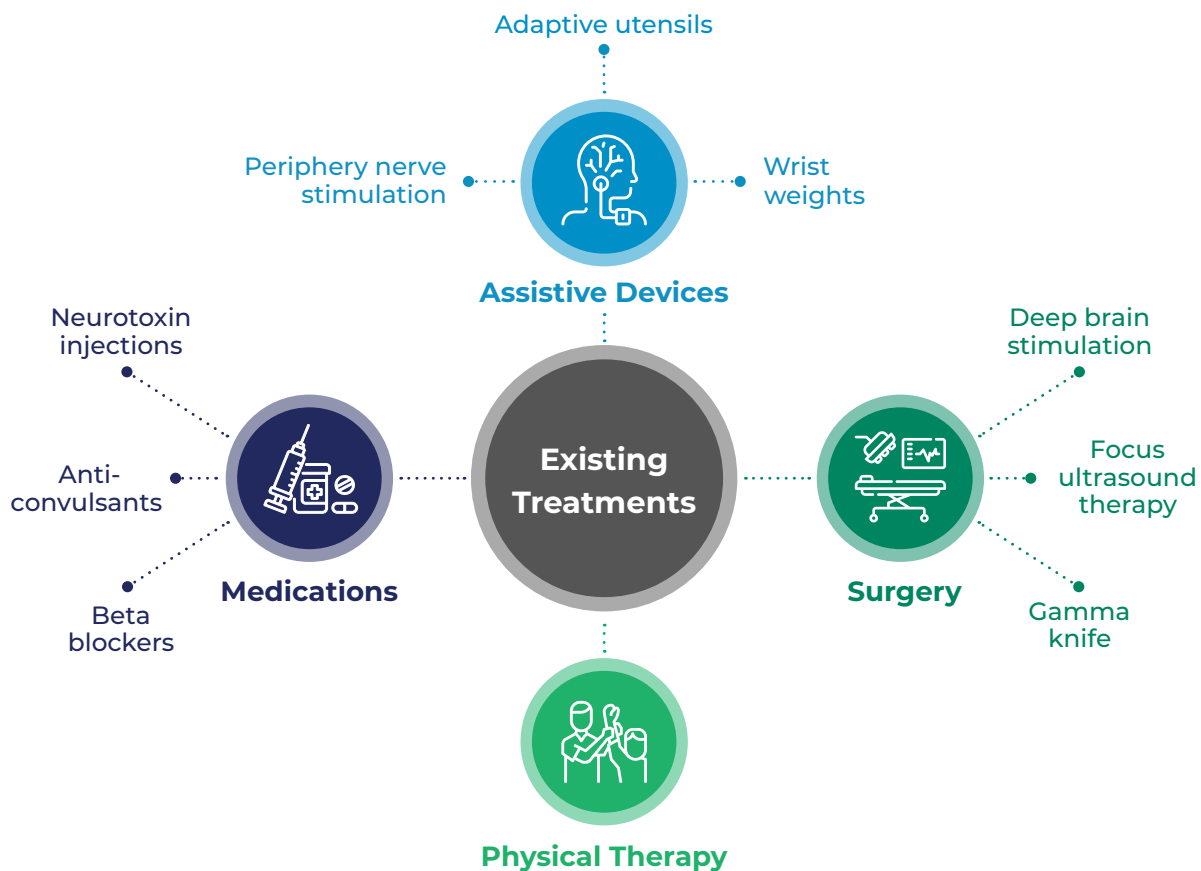 Adaptive utensils
Periphery nerve
stimulation
Wrist
weights
Assistive Devices
Neurotoxin
injections
Anti-
convulsants
Beta
blockers
Medications
Existing
Treatments
Deep brain
stimulation
Focus
ultrasound
therapy
Gamma
knife
Surgery
Physical Therapy